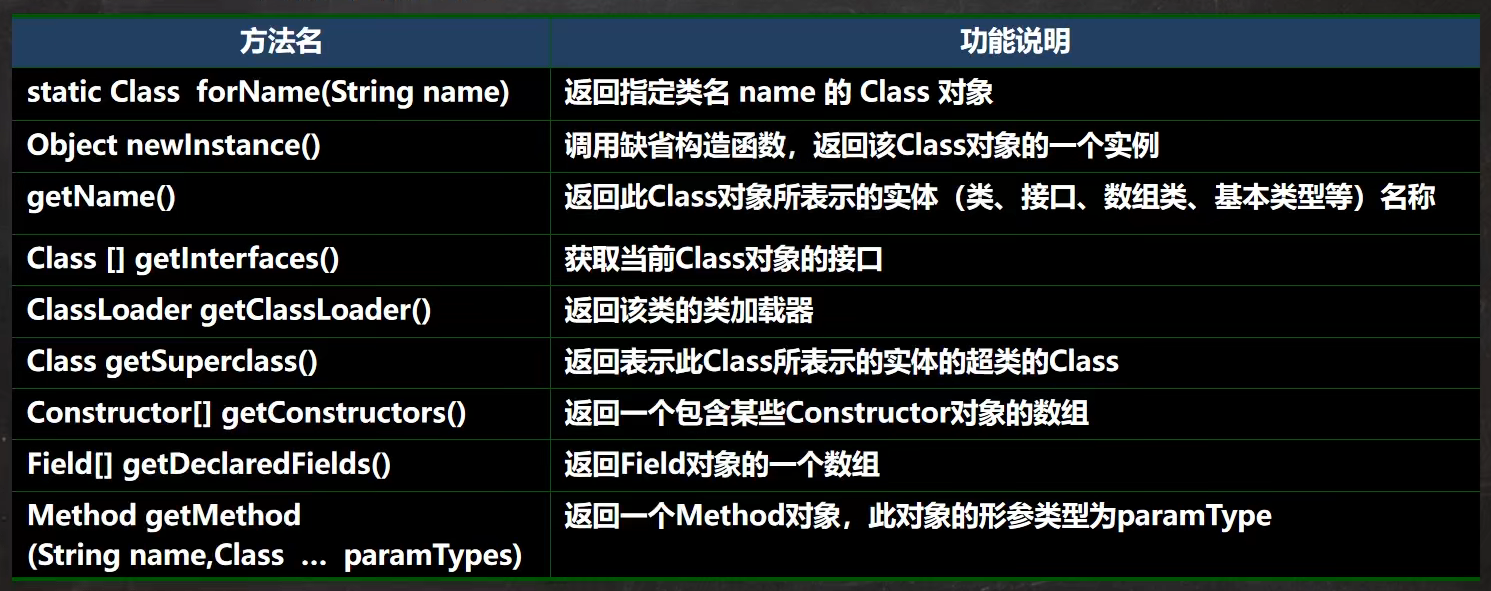 方法名
功能说明
static Class forName(String name)
返回指定类名 name 的 Class 对象
Object newInstance()
调用缺省构造函数，返回该Class对象的一个实例
getName()
返回此Class对象所表示的实体（类、接口、数组类、基本类型等）名称
Class [] getInterfaces()
获取当前Class对象的接口
ClassLoader getClassLoader()
返回该类的类加载器
Class getSuperclass()
返回表示此Class所表示的实体的超类的Class
Constructor[] getConstructors()
返回一个包含某些Constructor对象的数组
Field[] getDeclaredFields()
返回Field对象的一个数组
Method getMethod
(String name,Class … paramTypes)
返回一个Method对象，此对象的形参类型为paramType